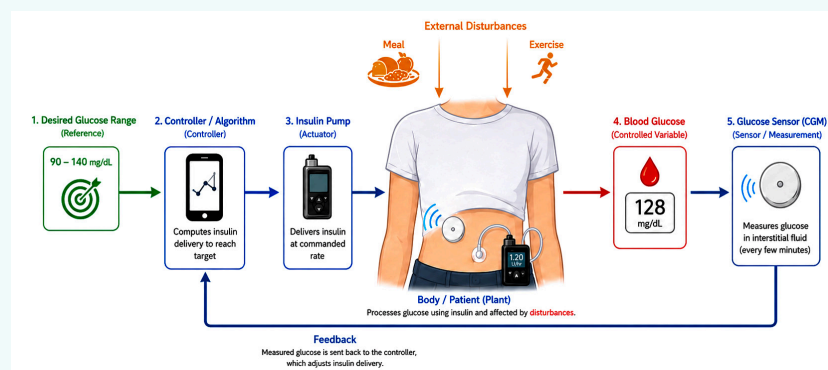 External Disturbances
Meal
Exercise
1. Desired Glucose Range
(Reference)
90 – 140 mg/dL
2. Controller / Algorithm
(Controller)
Computes insulin
delivery to reach
target
3. Insulin Pump
(Actuator)
Delivers insulin
at commanded
rate
1.20
U/hr
Body / Patient (Plant)
Processes glucose using insulin and affected by disturbances.
4. Blood Glucose
(Controlled Variable)
128
mg/dL
5. Glucose Sensor (CGM)
(Sensor / Measurement)
Measures glucose
in interstitial fluid
(every few minutes)
Feedback
Measured glucose is sent back to the controller,
which adjusts insulin delivery.